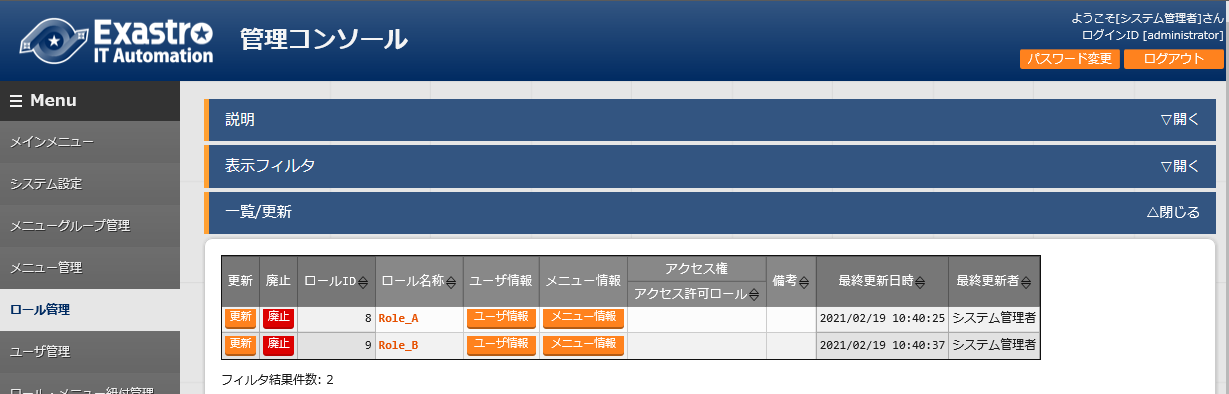 Exastro
IT Automation
管理コンソール
ようこそ[システム管理者]さん
ログインID [administrator]
パスワード変更 ログアウト
Menu
メインメニュー
システム設定
メニューグループ管理
メニュー管理
ロール管理
ユーザ管理
ロール・メニュー紐付管理
説明 ▽開く
表示フィルタ ▽開く
一覧/更新 △閉じる
更新 廃止 ロールID ロール名称 ユーザ情報 メニュー情報 アクセス権 備考 最終更新日時 最終更新者
アクセス許可ロール
更新 廃止 8 Role_A ユーザ情報 メニュー情報 2021/02/19 10:40:25 システム管理者
更新 廃止 9 Role_B ユーザ情報 メニュー情報 2021/02/19 10:40:37 システム管理者
フィルタ結果件数: 2